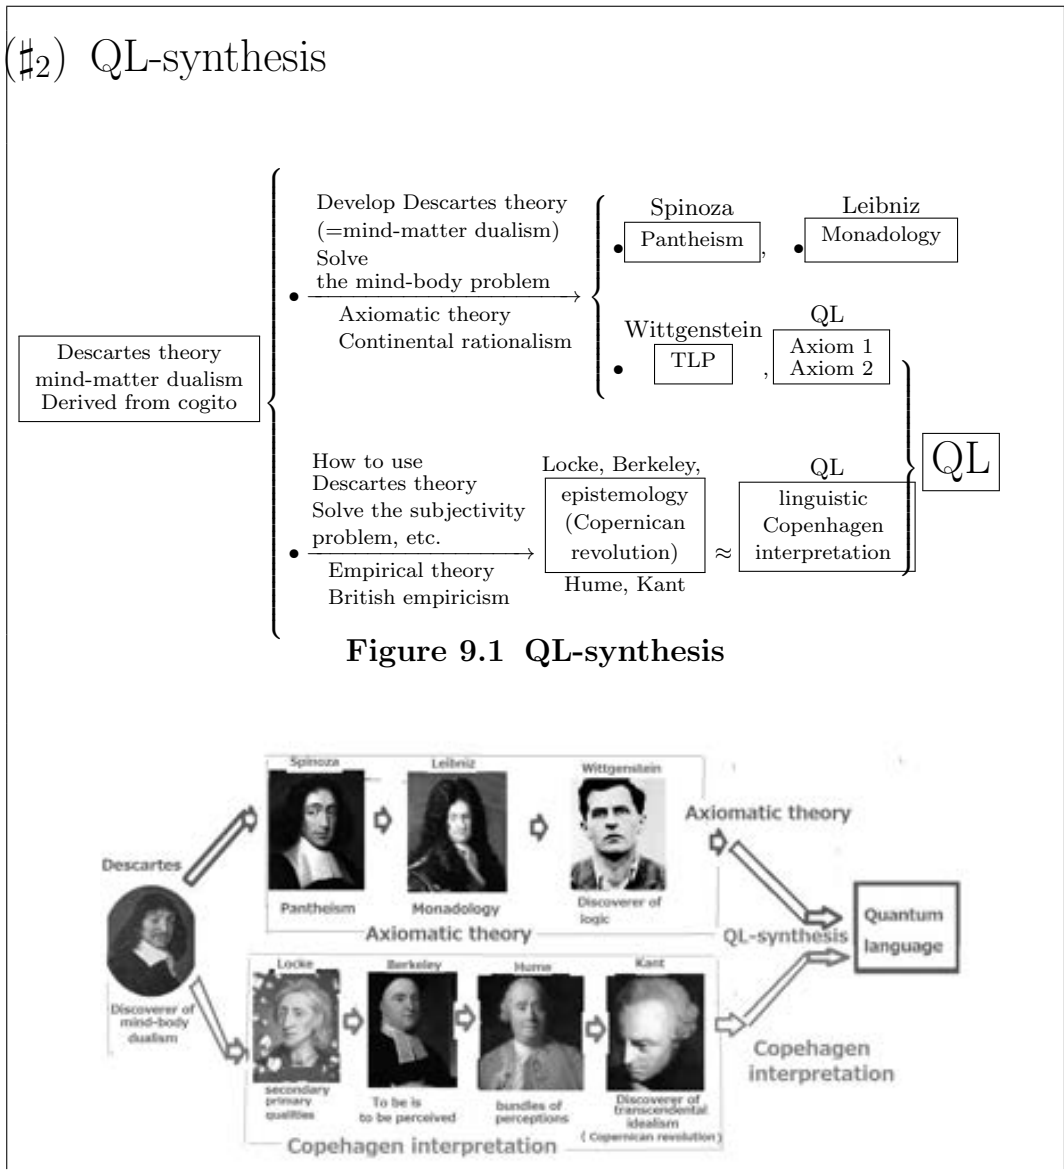 (♯₂) QL-synthesis
Develop Descartes theory
(=mind-matter dualism)
Solve
the mind-body problem
Axiomatic theory
Continental rationalism
Spinoza
• Pantheism ,
Leibniz
• Monadology
Wittgenstein
• TLP ,
QL
Axiom 1
Axiom 2
Descartes theory
mind-matter dualism
Derived from cogito
How to use
Descartes theory
Solve the subjectivity
problem, etc.
Empirical theory
British empiricism
Locke, Berkeley,
epistemology
(Copernican
revolution)
Hume, Kant
≈
QL
linguistic
Copenhagen
interpretation
QL
Figure 9.1 QL-synthesis
Spinoza
Leibniz
Wittgenstein
Axiomatic theory
Descartes
Pantheism
Monadology
Discoverer of
logic
Axiomatic theory
QL-synthesis
Quantum
language
Locke
Berkeley
Hume
Kant
Discoverer of
mind-body
dualism
secondary
primary
qualities
To be is
to be perceived
bundles of
perceptions
Discoverer of
transcendental
idealism
( Copernican revolution)
Copehagen interpretation
Copehagen
interpretation